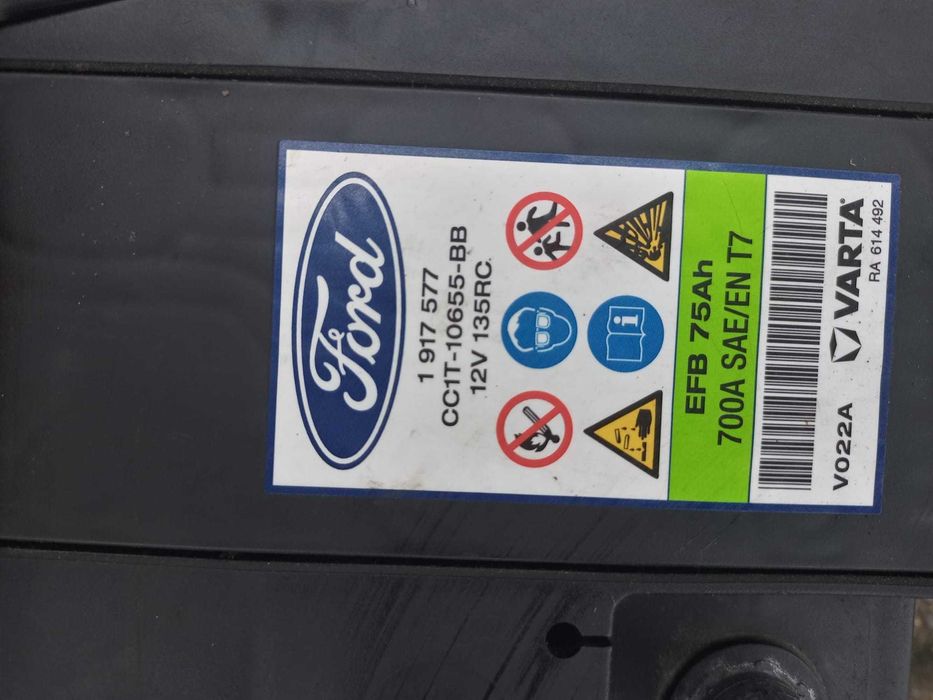 Ford
1 917 577
CC1T-10655-BB
12V 135RC
EFB 75Ah
700A SAE/EN T7
V022A VARTA
RA 614 492